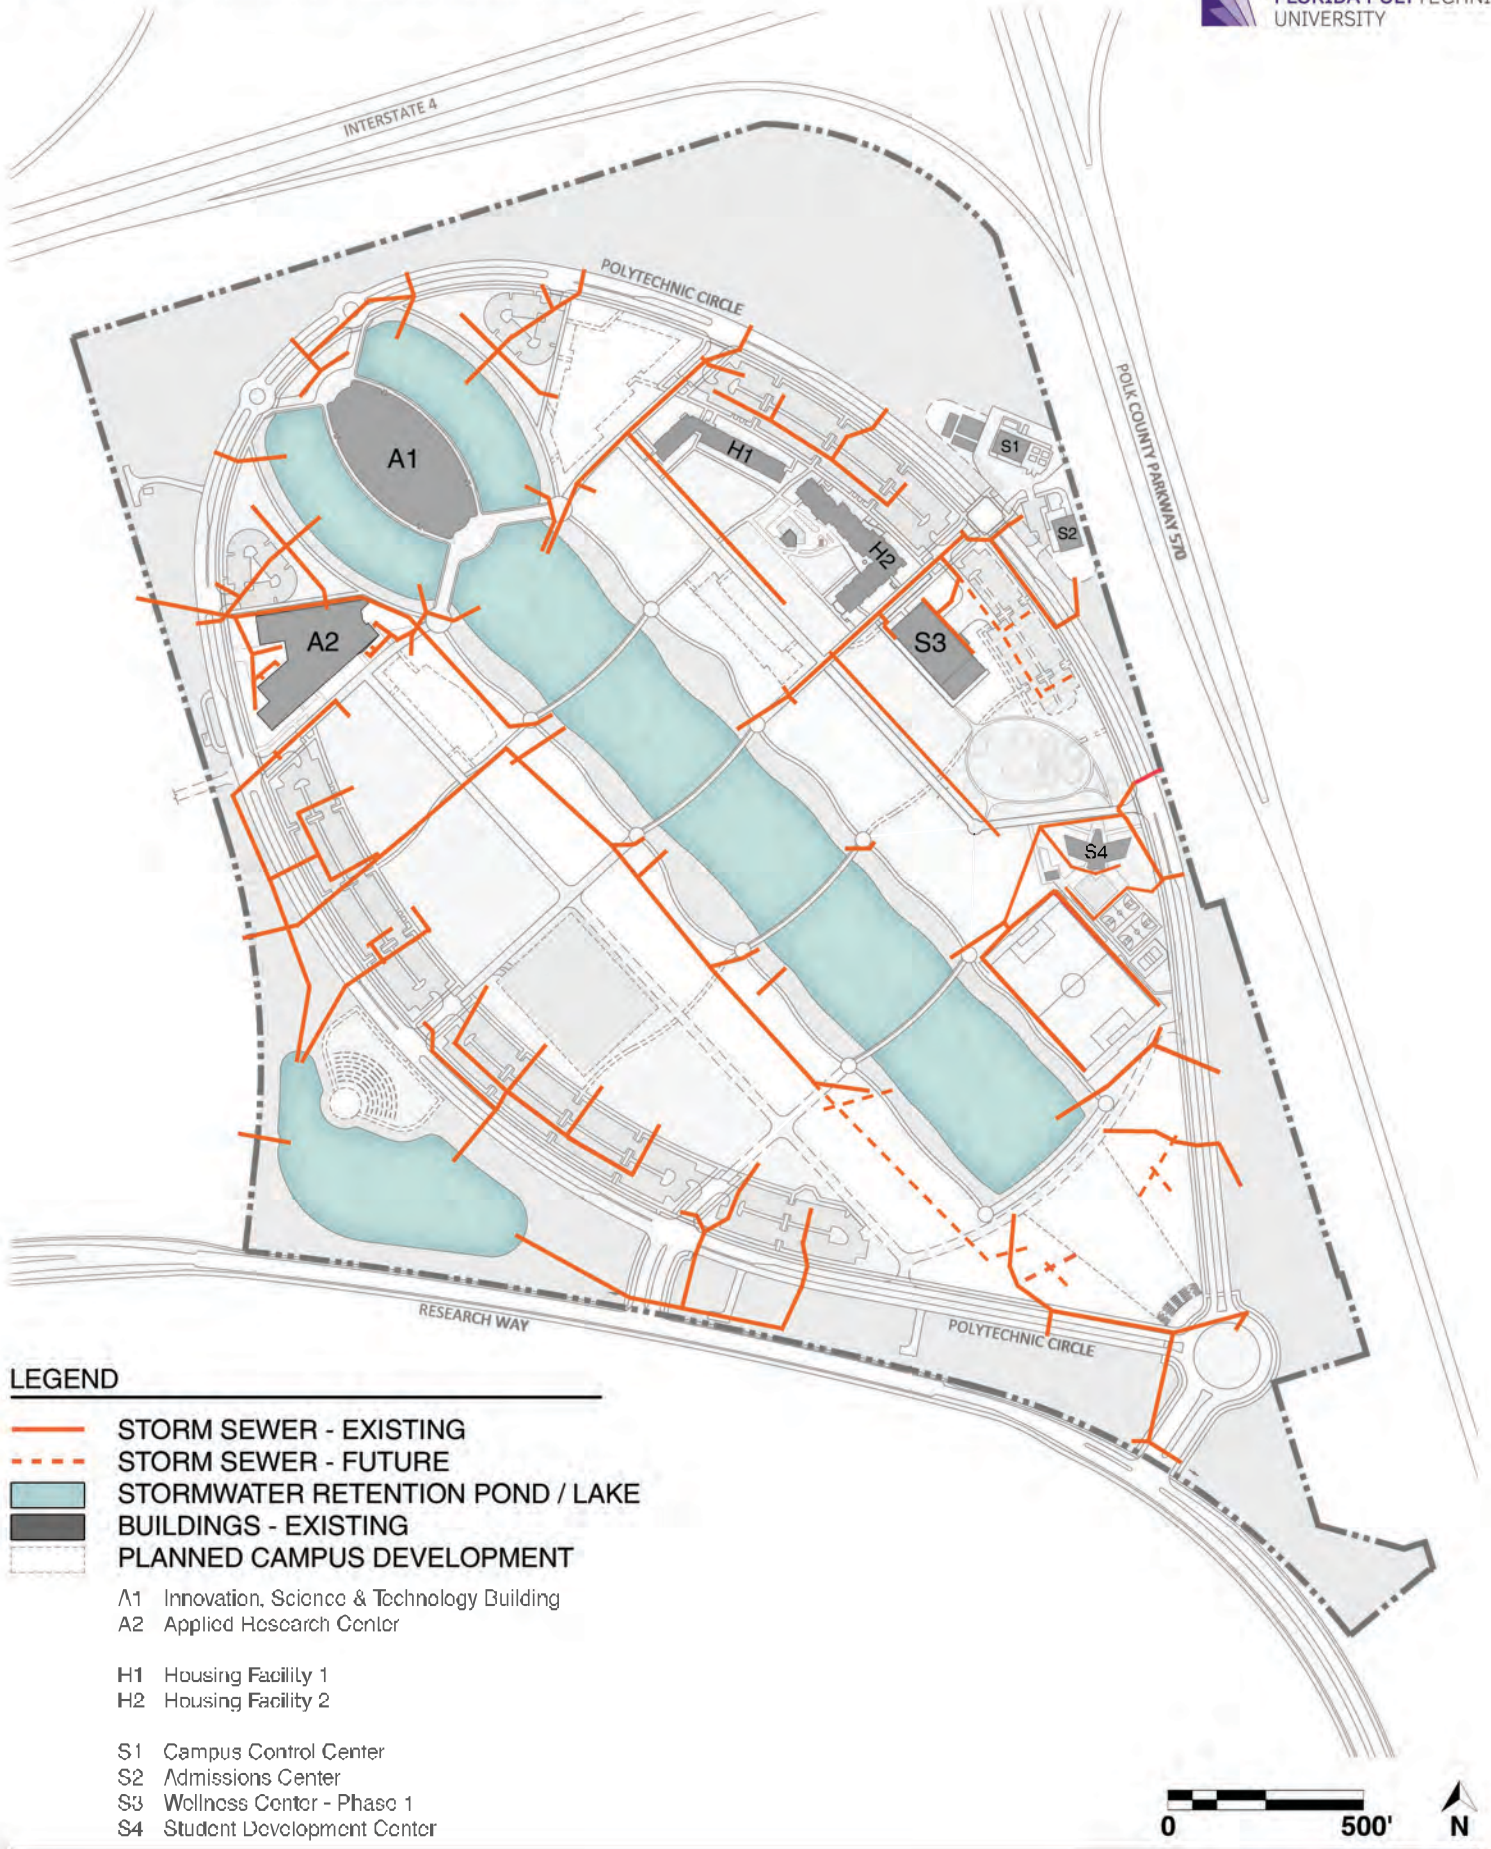 UNIVERSITY
INTERSTATE 4
POLYTECHNIC CIRCLE
POLK COUNTY PARKWAY 570
A1
H1
S1
S2
H2
A2
S3
S4
RESEARCH WAY
POLYTECHNIC CIRCLE
LEGEND
STORM SEWER - EXISTING
STORM SEWER - FUTURE
STORMWATER RETENTION POND / LAKE
BUILDINGS - EXISTING
PLANNED CAMPUS DEVELOPMENT
A1 Innovation, Science & Technology Building
A2 Applied Research Center
H1 Housing Facility 1
H2 Housing Facility 2
S1 Campus Control Center
S2 Admissions Center
S3 Wellness Center - Phase 1
S4 Student Development Center
0 500' N